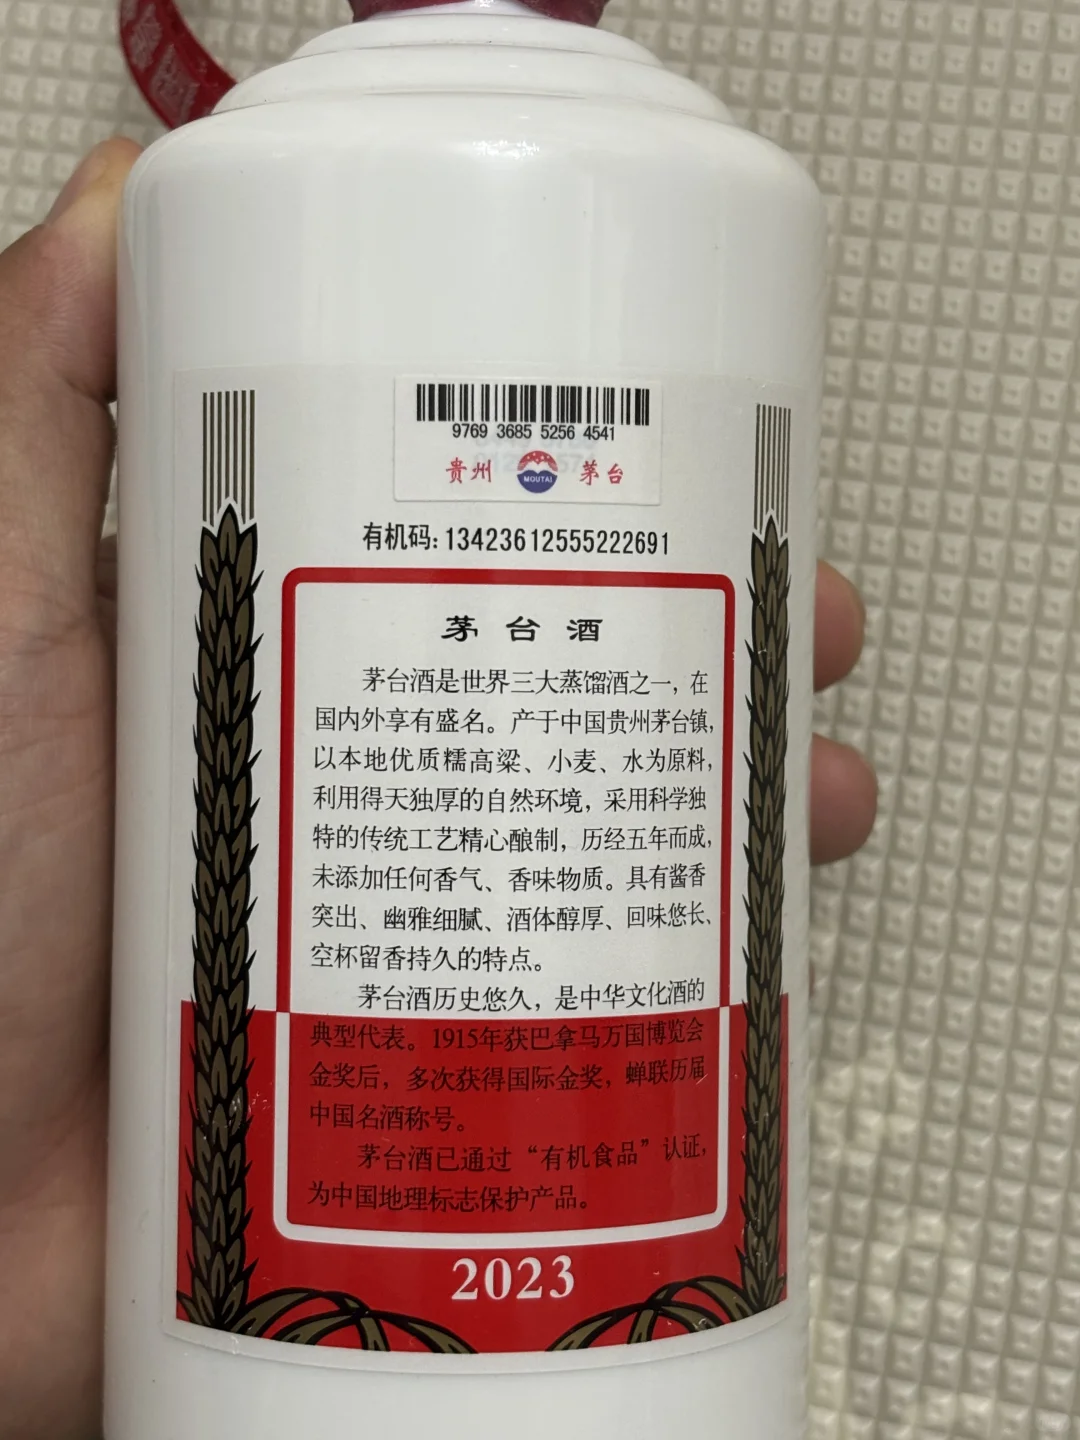 9769 3685 5256 4541
贵州 MOUTAI 茅台
有机码:13423612555222691
茅台酒
茅台酒是世界三大蒸馏酒之一，在
国内外享有盛名。产于中国贵州茅台镇，
以本地优质糯高粱、小麦、水为原料，
利用得天独厚的自然环境，采用科学独
特的传统工艺精心酿制，历经五年而成，
未添加任何香气、香味物质。具有酱香
突出、幽雅细腻、酒体醇厚、回味悠长、
空杯留香持久的特点。
茅台酒历史悠久，是中华文化酒的
典型代表。1915年获巴拿马万国博览会
金奖后，多次获得国际金奖，蝉联历届
中国名酒称号。
茅台酒已通过“有机食品”认证，
为中国地理标志保护产品。
2023